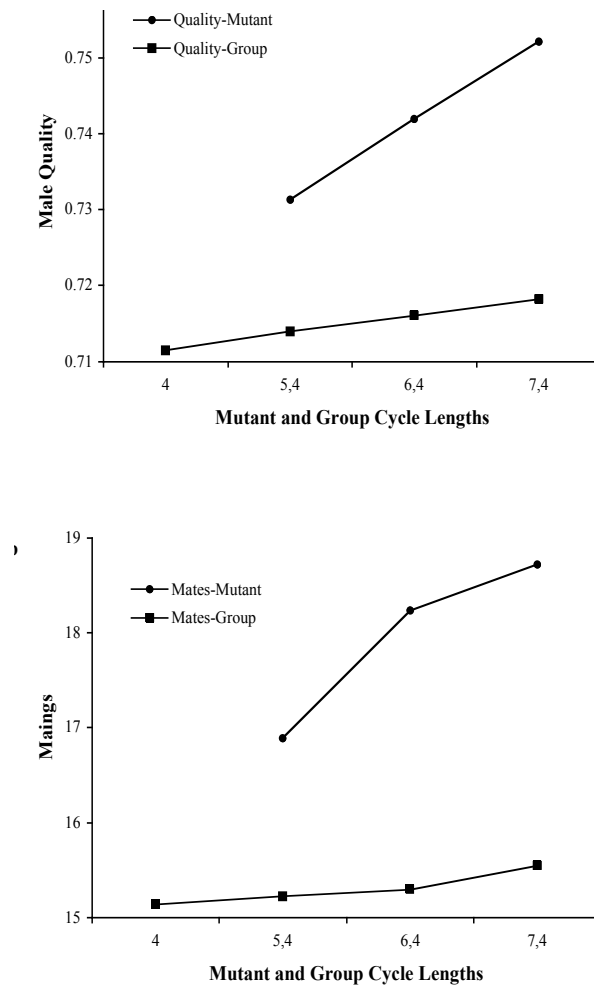 Quality-Mutant
Quality-Group
0.75
0.74
0.73
0.72
0.71
Male Quality
4 5,4 6,4 7,4
Mutant and Group Cycle Lengths
19
Mates-Mutant
Mates-Group
18
17
16
15
Maings
4 5,4 6,4 7,4
Mutant and Group Cycle Lengths